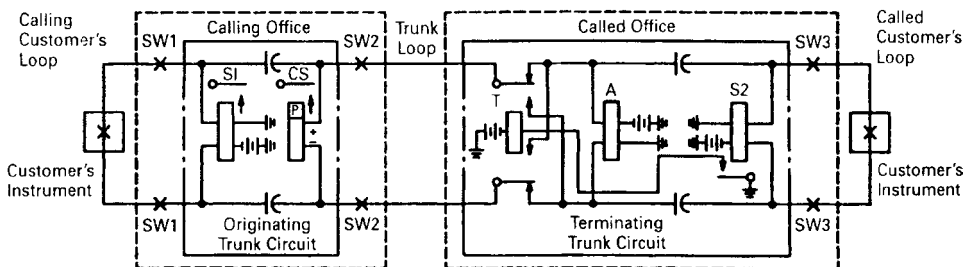 Calling
Customer's
Loop
SW1
Calling Office
SW2
Trunk
Loop
Called Office
SW3
Called
Customer's
Loop
SI
CS
P
+
−
T
A
S2
Customer's
Instrument
SW1
Originating
Trunk Circuit
SW2
Terminating
Trunk Circuit
SW3
Customer's
Instrument